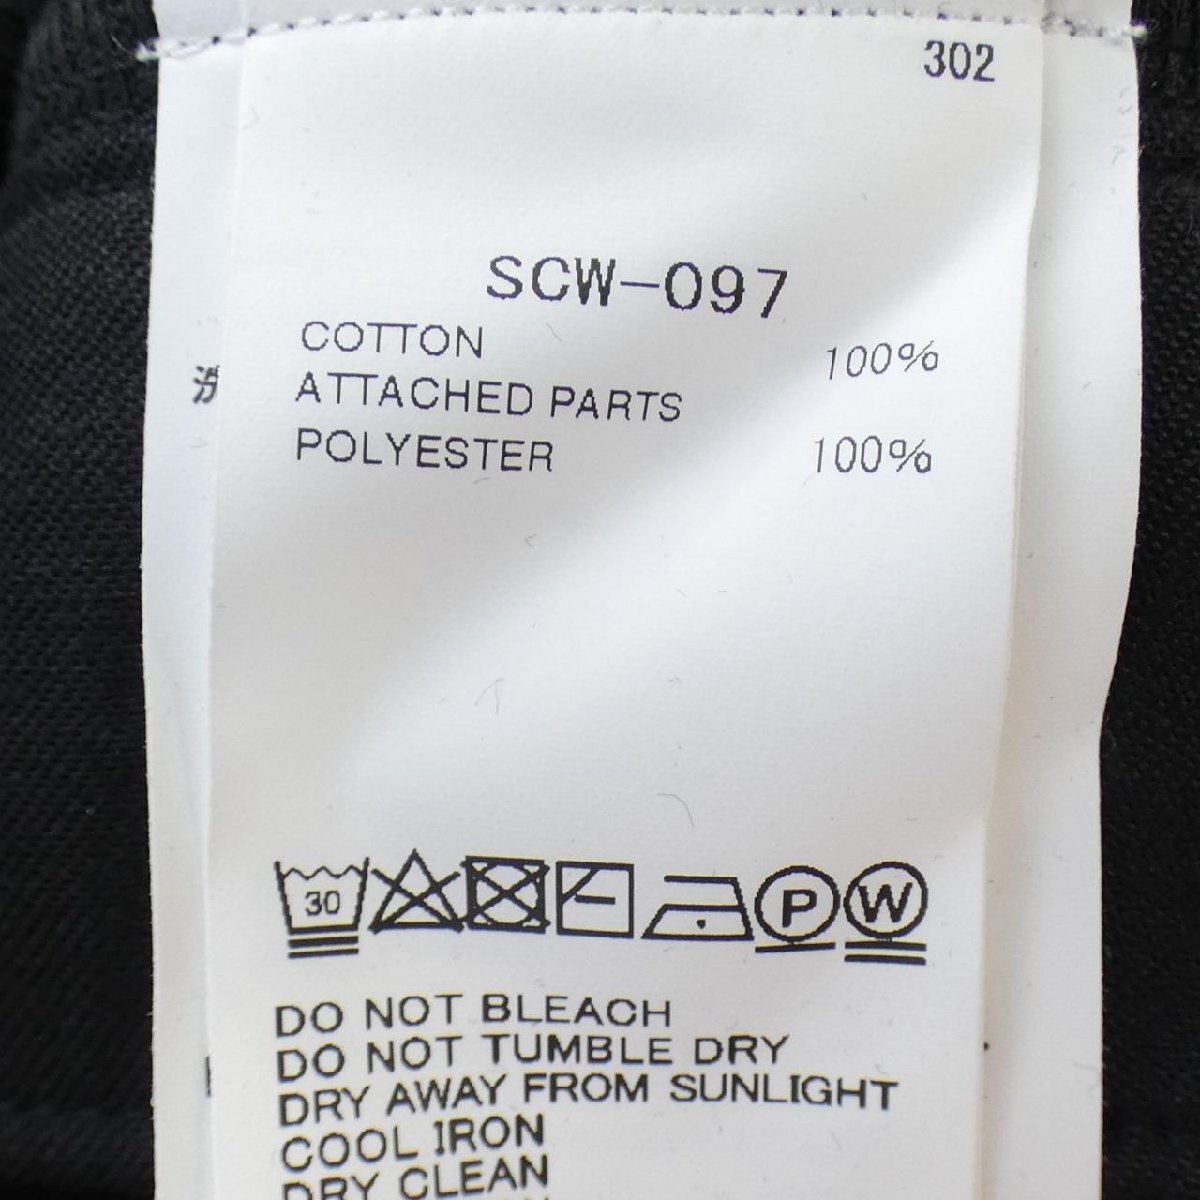 302
SCW-097
COTTON 100%
ATTACHED PARTS
POLYESTER 100%
洗
30
P W
DO NOT BLEACH
DO NOT TUMBLE DRY
DRY AWAY FROM SUNLIGHT
COOL IRON
DRY CLEAN